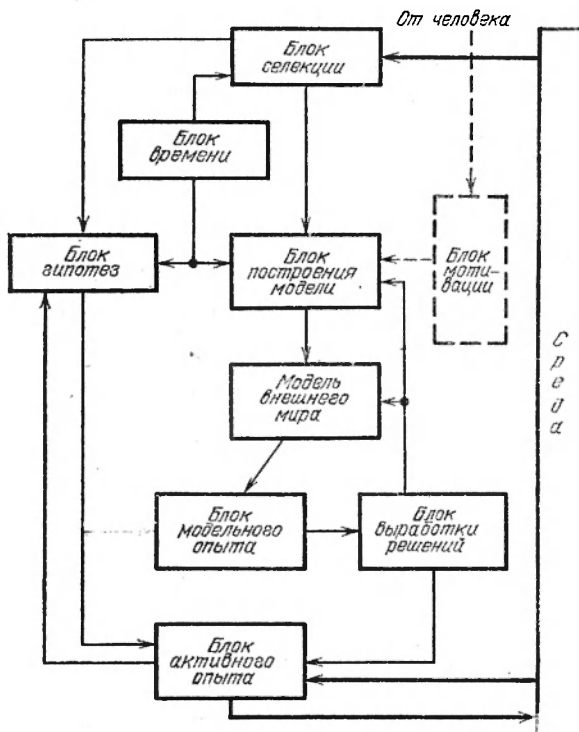 От человека
Блок
селекции
Блок
времени
Блок
гипотез
Блок
построения
модели
Блок
моти-
вации
Среда
Модель
внешнего
мира
Блок
модельного
опыта
Блок
выработки
решений
Блок
активного
опыта